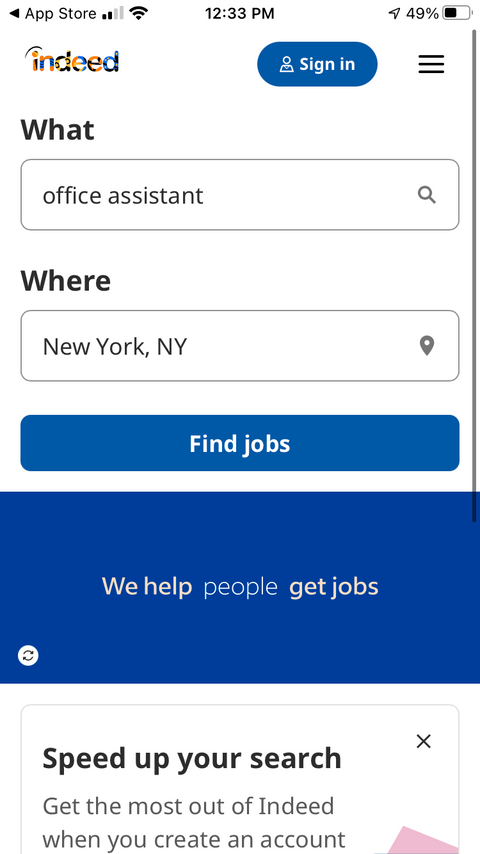 App Store 12:33 PM 49%
indeed Sign in
What
office assistant
Where
New York, NY
Find jobs
We help people get jobs
Speed up your search
Get the most out of Indeed
when you create an account